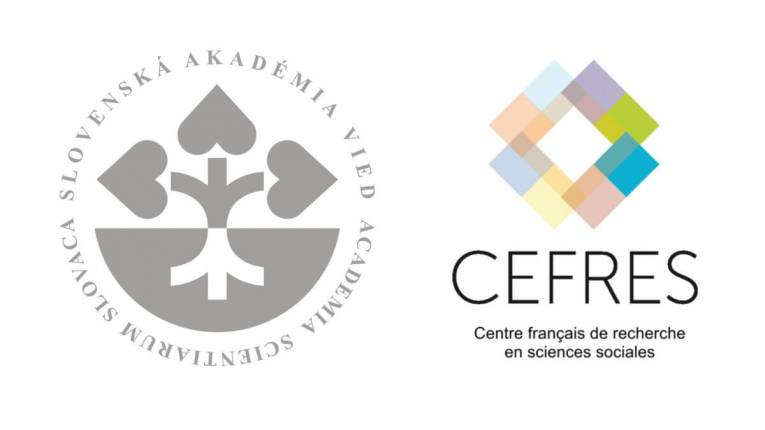 SLOVENSKÁ AKADÉMIA VIED ACADEMIA SCIENTIARUM SLOVACA
CEFRES
Centre français de recherche
en sciences sociales